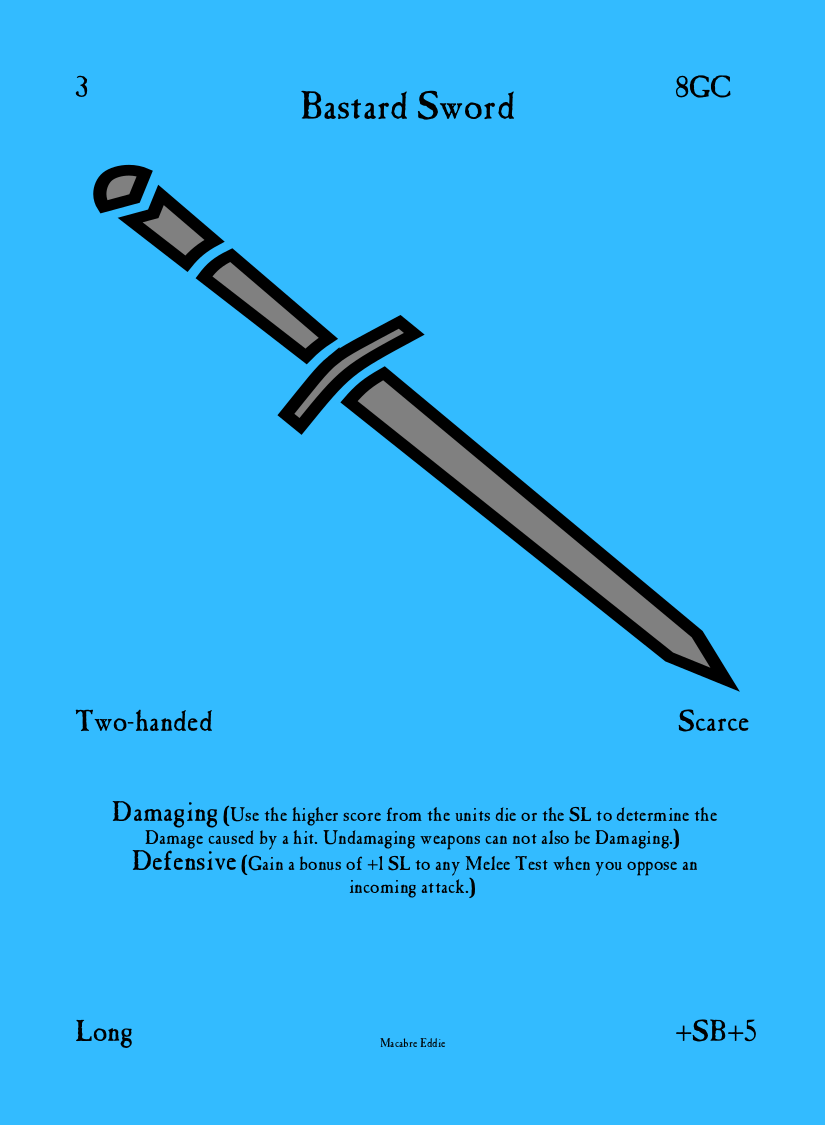 3
8GC
Bastard Sword
Two-handed
Scarce
Damaging (Use the higher score from the units die or the SL to determine the
Damage caused by a hit. Undamaging weapons can not also be Damaging.)
Defensive (Gain a bonus of +1 SL to any Melee Test when you oppose an
incoming attack.)
Long
Macabre Eddie
+SB+5